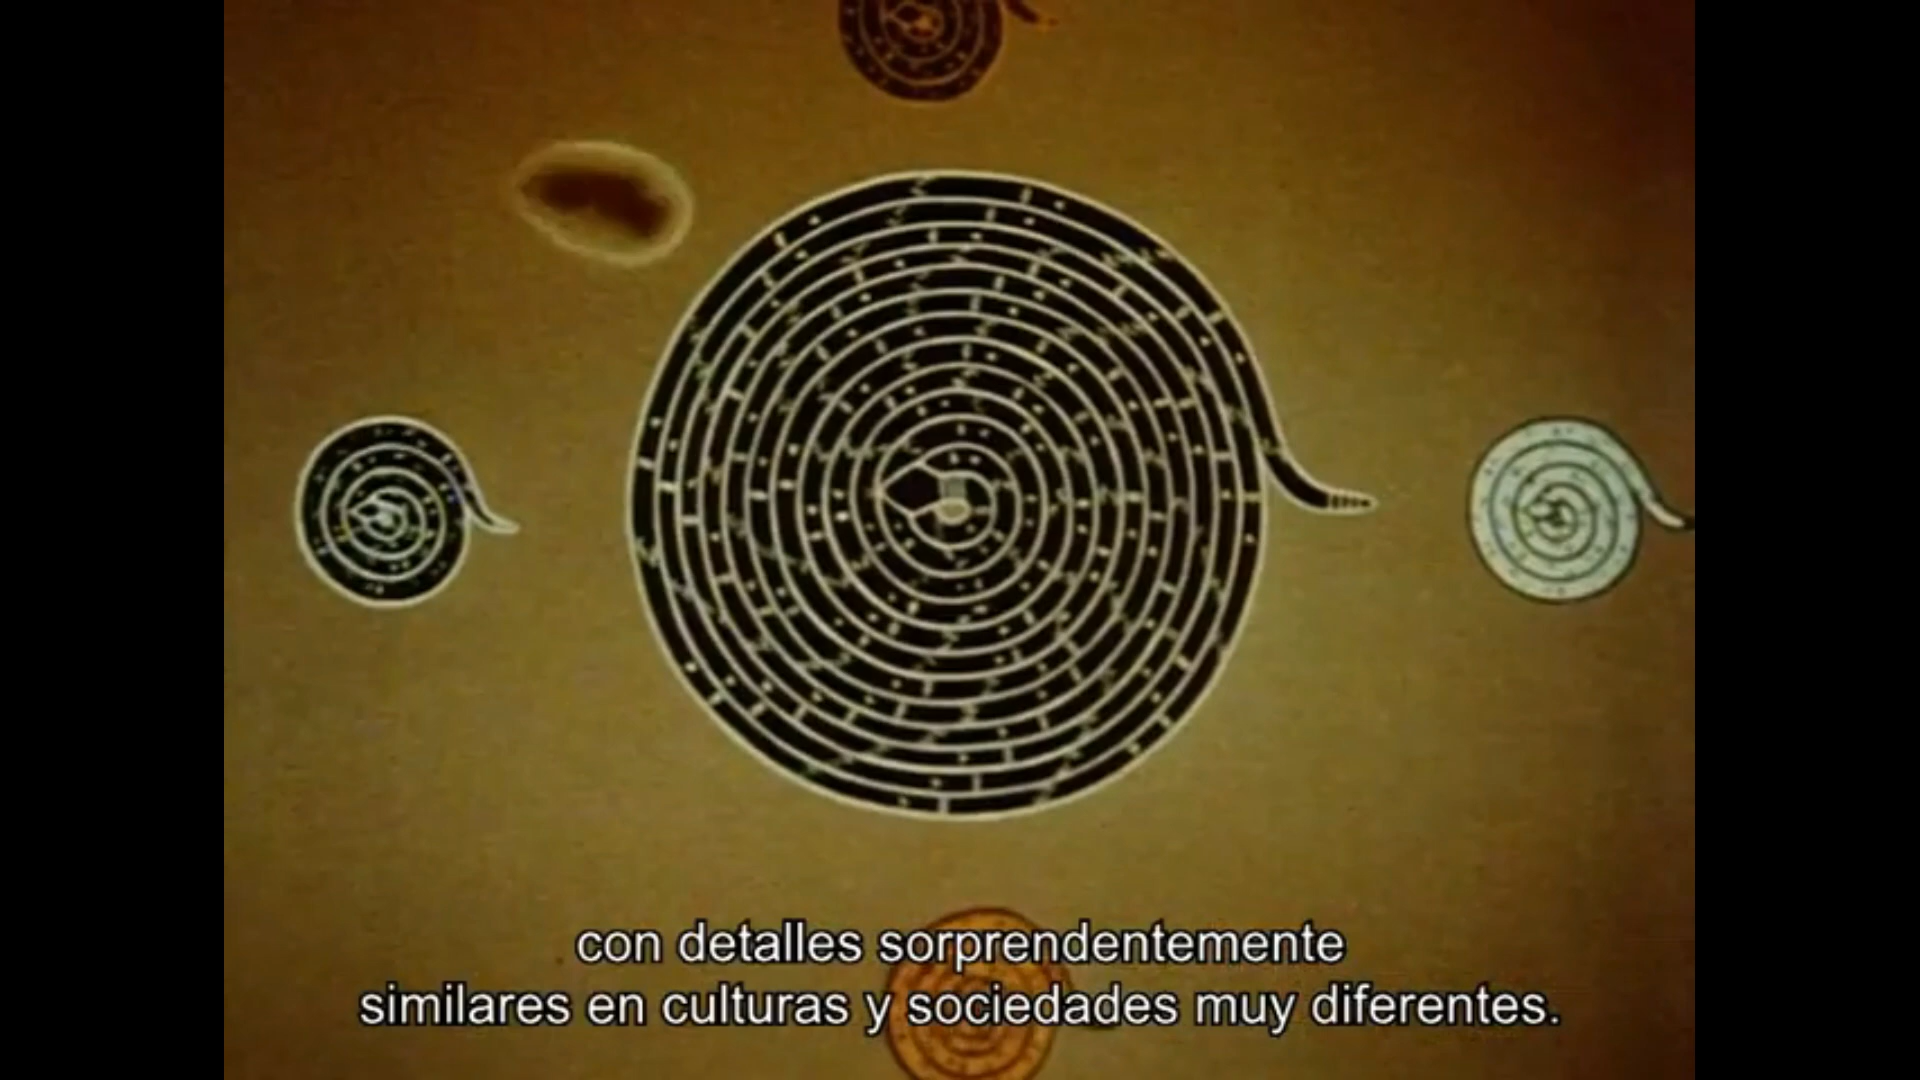 con detalles sorprendentemente
similares en culturas y sociedades muy diferentes.